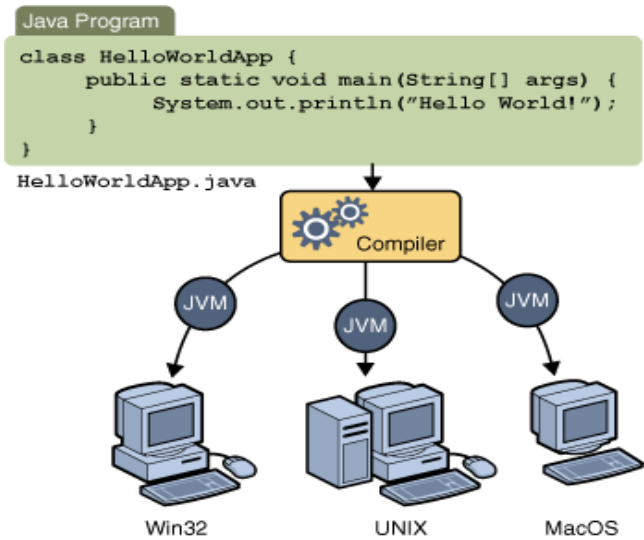 Java Program
class HelloWorldApp {
public static void main(String[] args) {
System.out.println("Hello World!");
}
}
HelloWorldApp.java
Compiler
JVM
JVM
JVM
Win32
UNIX
MacOS